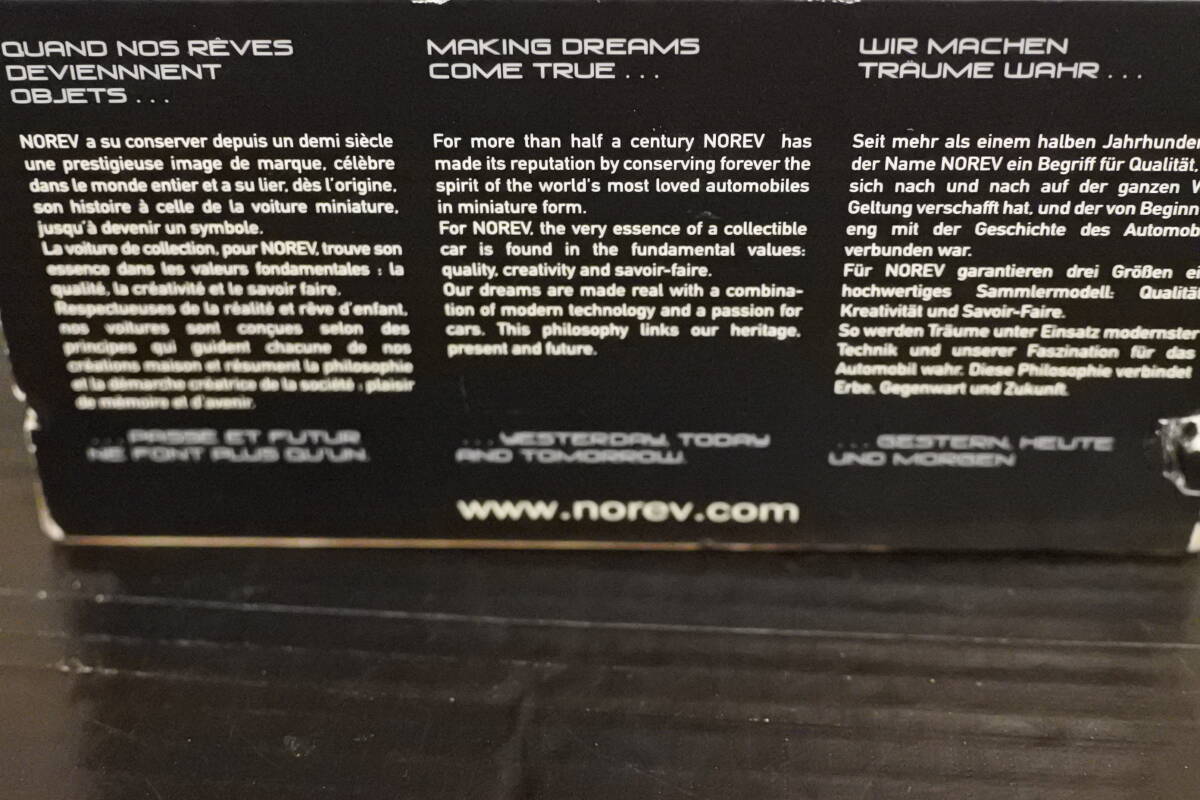 QUAND NOS RÊVES
DEVIENNNENT
OBJETS . . .
NOREV a su conserver depuis un demi siècle
une prestigieuse image de marque, célèbre
dans le monde entier et a su lier, dès l'origine,
son histoire à celle de la voiture miniature,
jusqu'à devenir un symbole.
La voiture de collection, pour NOREV, trouve son
essence dans les valeurs fondamentales : la
qualité, la créativité et le savoir faire.
Respectueuses de la réalité et rêve d'enfant,
nos voitures sont conçues selon des
principes qui guident chacune de nos
créations maison et résument la philosophie
et la démarche créatrice de la société : plaisir
de mémoire et d'avenir.
. . . PASSE ET FUTUR
NE FONT PLUS QU'UN.
MAKING DREAMS
COME TRUE . . .
For more than half a century NOREV has
made its reputation by conserving forever the
spirit of the world's most loved automobiles
in miniature form.
For NOREV, the very essence of a collectible
car is found in the fundamental values:
quality, creativity and savoir-faire.
Our dreams are made real with a combina-
tion of modern technology and a passion for
cars. This philosophy links our heritage,
present and future.
. . . YESTERDAY, TODAY
AND TOMORROW.
WIR MACHEN
TRÄUME WAHR . . .
Seit mehr als einem halben Jahrhunder
der Name NOREV ein Begriff für Qualität,
sich nach und nach auf der ganzen W
Geltung verschafft hat, und der von Beginn
eng mit der Geschichte des Automob
verbunden war.
Für NOREV garantieren drei Größen ei
hochwertiges Sammlermodell: Qualität
Kreativität und Savoir-Faire.
So werden Träume unter Einsatz modernster
Technik und unserer Faszination für das
Automobil wahr. Diese Philosophie verbindet
Erbe, Gegenwart und Zukunft.
. . . GESTERN, HEUTE
UND MORGEN
www.norev.com